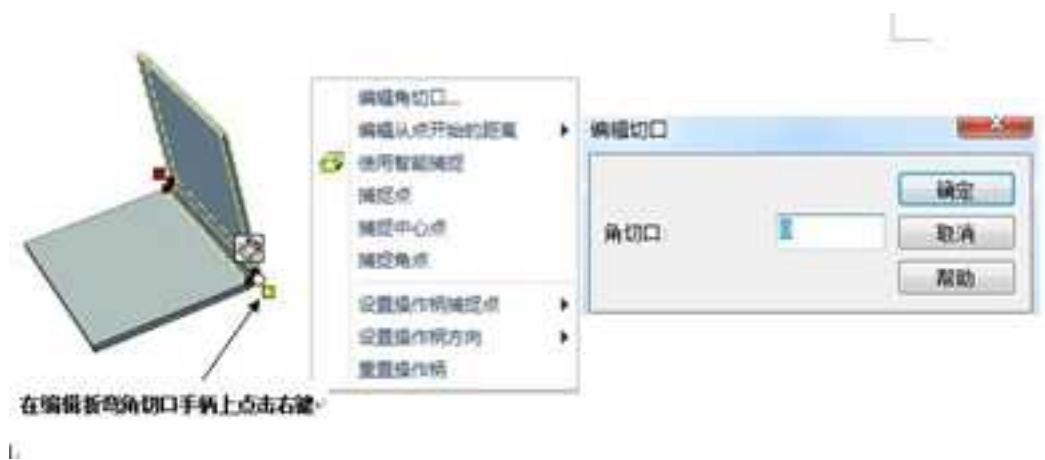 编辑角切口...
编辑从点开始的距离
使用智能捕捉
捕捉点
捕捉中心点
捕捉角点
设置操作柄捕捉点
设置操作柄方向
重置操作柄
编辑切口
角切口
确定
取消
帮助
在编辑折弯角切口手柄上点击右键